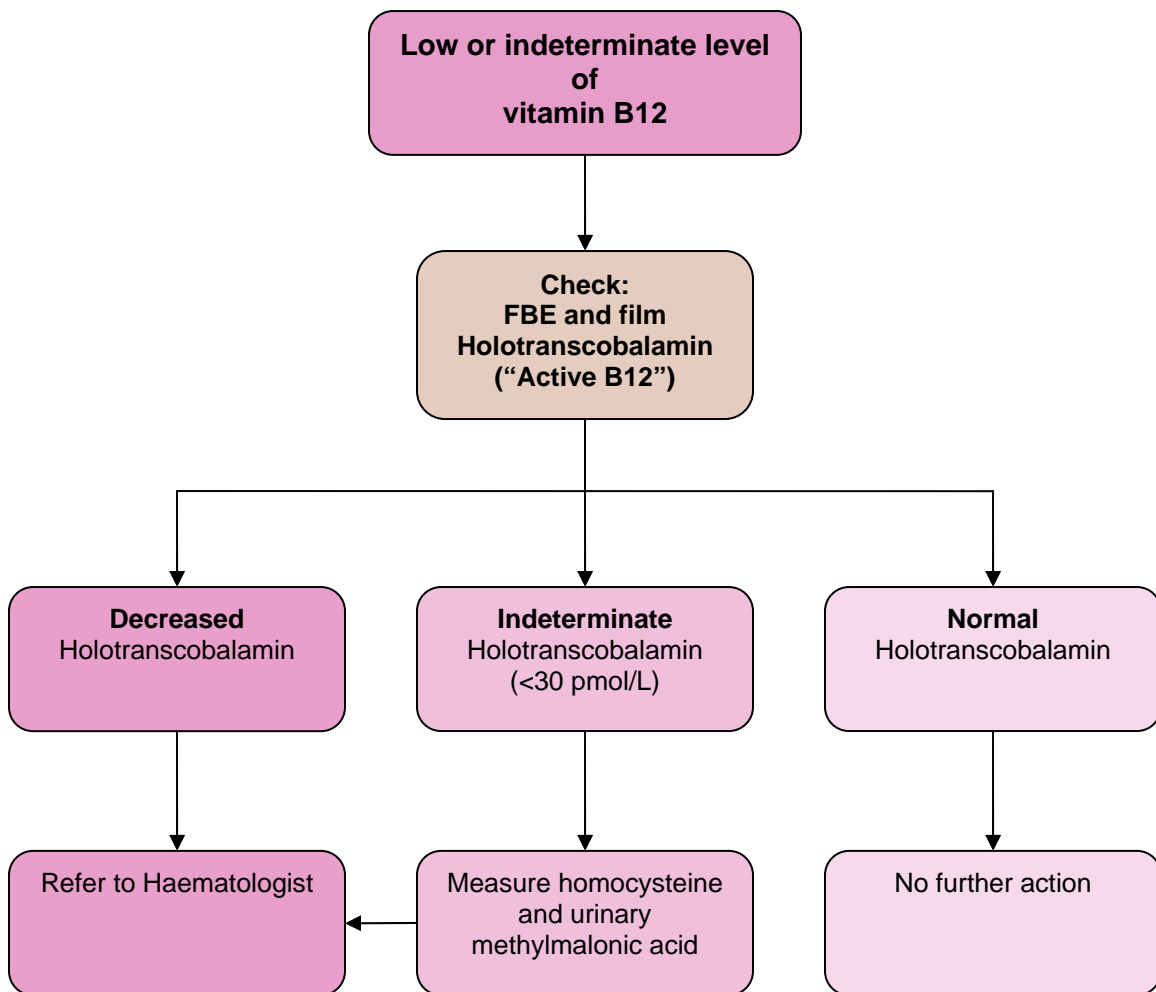 Low or indeterminate level
of
vitamin B12
Check:
FBE and film
Holotranscobalamin
(“Active B12”)
Decreased
Holotranscobalamin
Indeterminate
Holotranscobalamin
(<30 pmol/L)
Normal
Holotranscobalamin
Refer to Haematologist
Measure homocysteine
and urinary
methylmalonic acid
No further action